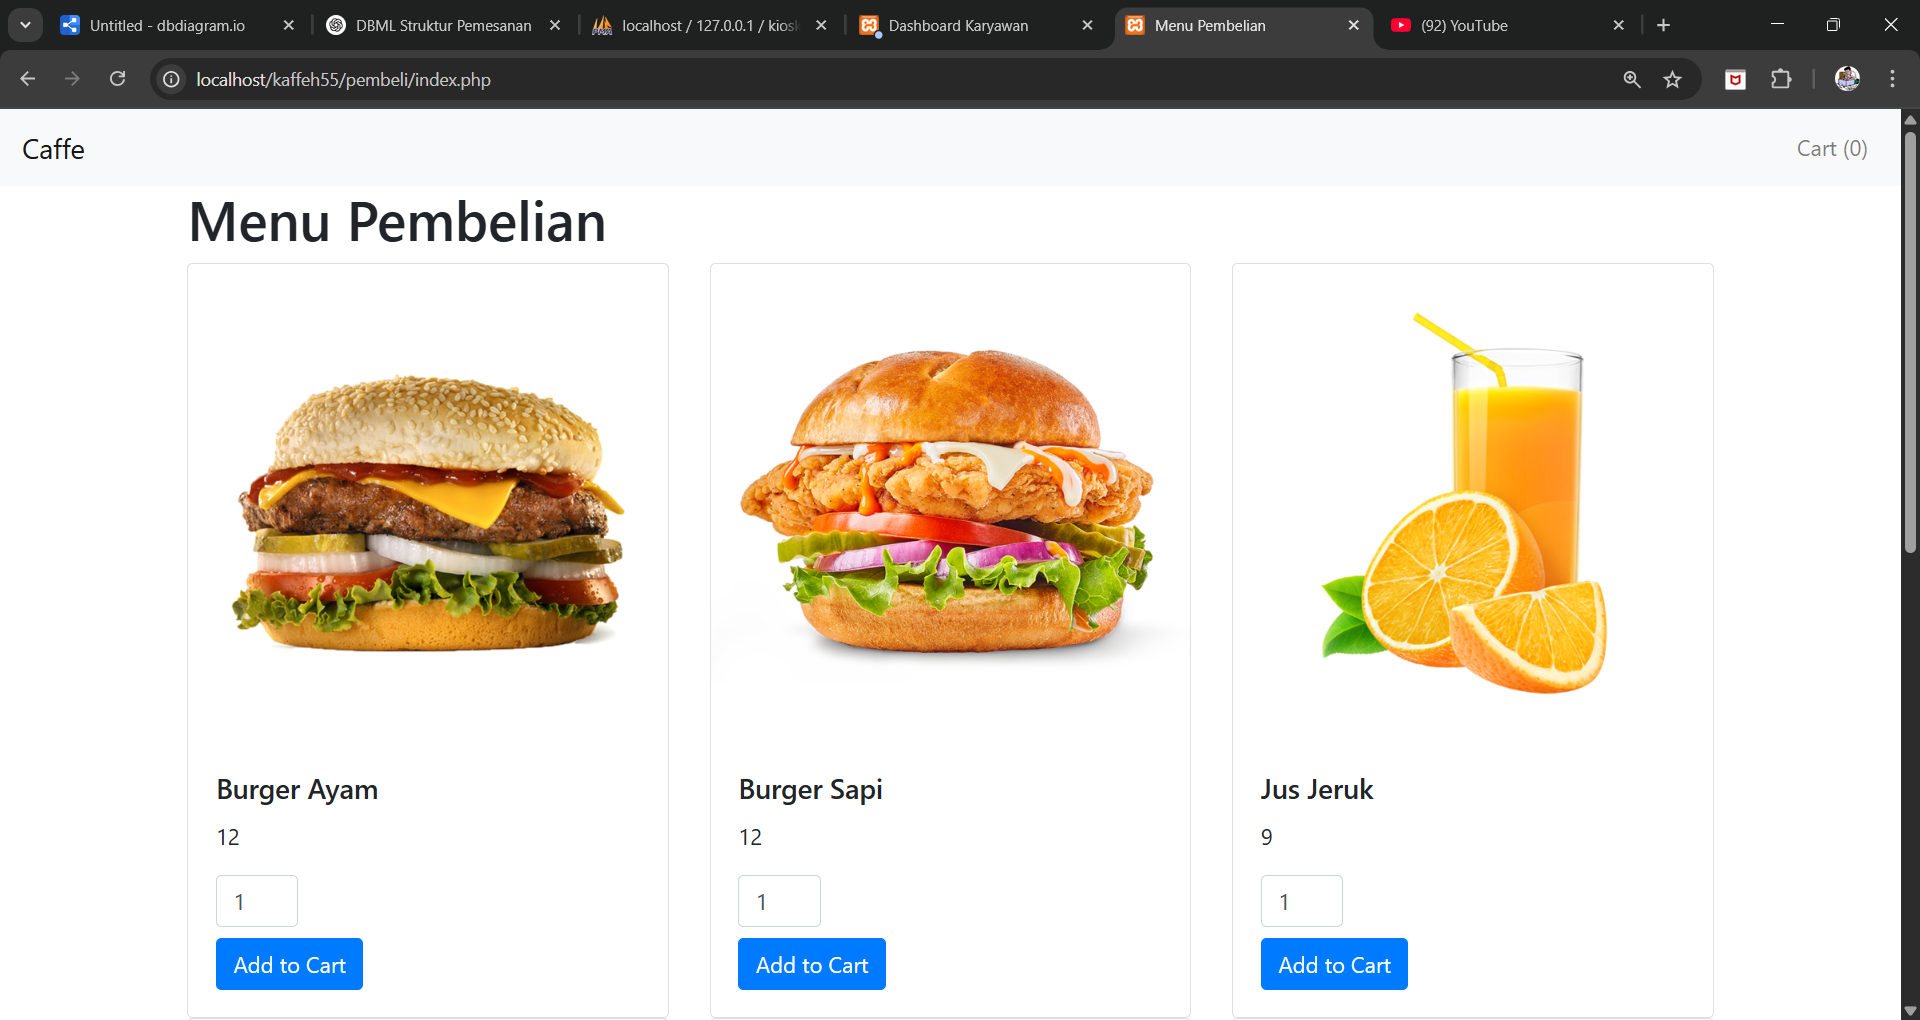 Untitled - dbdiagram.io
DBML Struktur Pemesanan
localhost / 127.0.0.1 / kiosk
Dashboard Karyawan
Menu Pembelian
(92) YouTube
localhost/kaffeh55/pembeli/index.php
Caffe
Cart (0)
Menu Pembelian
Burger Ayam
12
1
Add to Cart
Burger Sapi
12
1
Add to Cart
Jus Jeruk
9
1
Add to Cart